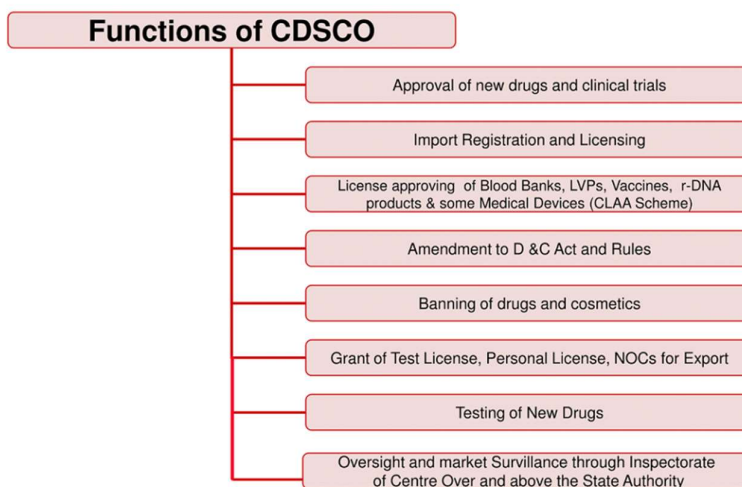 Functions of CDSCO
Approval of new drugs and clinical trials
Import Registration and Licensing
License approving of Blood Banks, LVPs, Vaccines, r-DNA
products & some Medical Devices (CLAA Scheme)
Amendment to D &C Act and Rules
Banning of drugs and cosmetics
Grant of Test License, Personal License, NOCs for Export
Testing of New Drugs
Oversight and market Survillance through Inspectorate
of Centre Over and above the State Authority